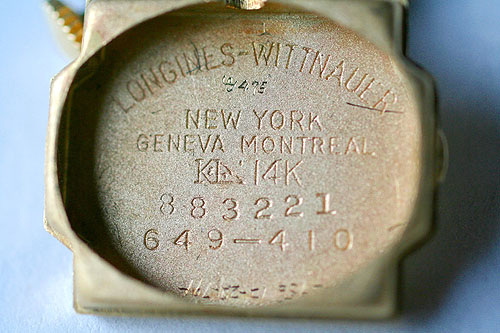 LONGINES-WITTNAUER
NEW YORK
GENEVA MONTREAL
14K
883221
649-410